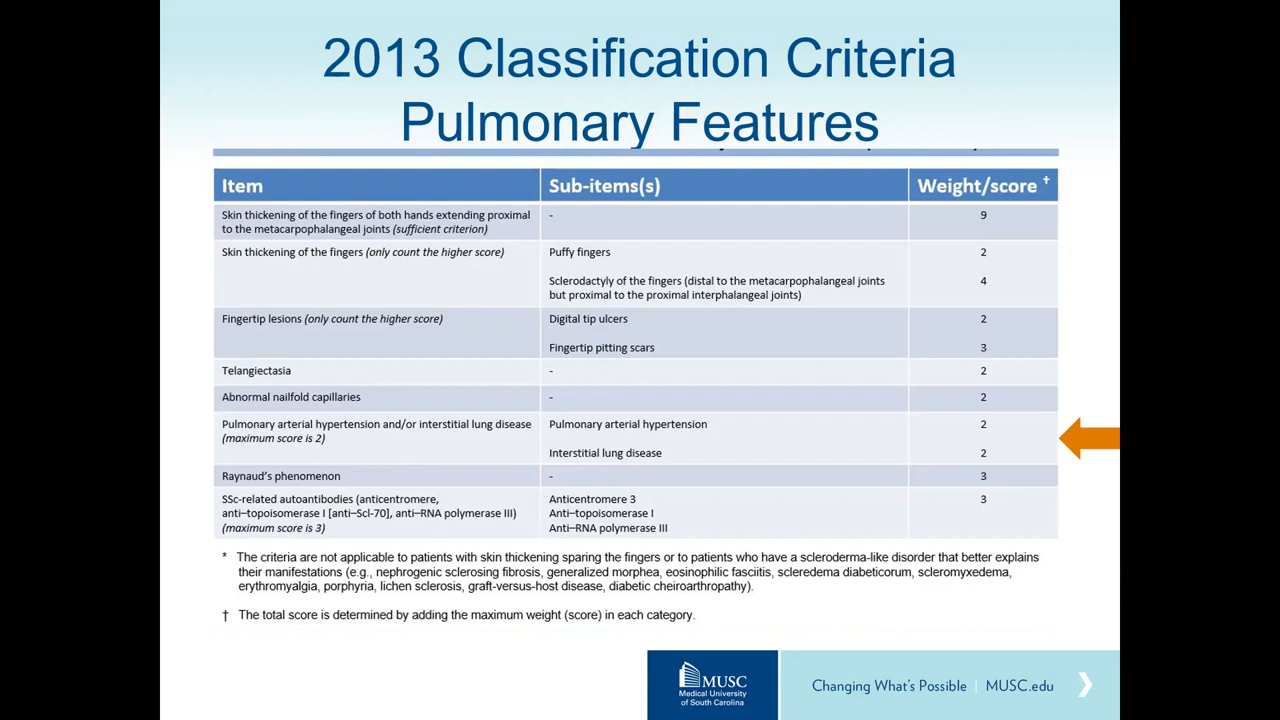 2013 Classification Criteria
Pulmonary Features
Item Sub-items(s) Weight/score †
Skin thickening of the fingers of both hands extending proximal - 9
to the metacarpophalangeal joints (sufficient criterion)
Skin thickening of the fingers (only count the higher score) Puffy fingers 2
Sclerodactyly of the fingers (distal to the metacarpophalangeal joints 4
but proximal to the proximal interphalangeal joints)
Fingertip lesions (only count the higher score) Digital tip ulcers 2
Fingertip pitting scars 3
Telangiectasia - 2
Abnormal nailfold capillaries - 2
Pulmonary arterial hypertension and/or interstitial lung disease Pulmonary arterial hypertension 2
(maximum score is 2)
Interstitial lung disease 2
Raynaud's phenomenon - 3
SSc-related autoantibodies (anticentromere, Anticentromere 3 3
anti–topoisomerase I [anti–Scl-70], anti–RNA polymerase III) Anti–topoisomerase I
(maximum score is 3) Anti–RNA polymerase III
* The criteria are not applicable to patients with skin thickening sparing the fingers or to patients who have a scleroderma-like disorder that better explains
their manifestations (e.g., nephrogenic sclerosing fibrosis, generalized morphea, eosinophilic fasciitis, scleredema diabeticorum, scleromyxedema,
erythromyalgia, porphyria, lichen sclerosis, graft-versus-host disease, diabetic cheiroarthropathy).
† The total score is determined by adding the maximum weight (score) in each category.
MUSC
Medical University
of South Carolina
Changing What's Possible | MUSC.edu